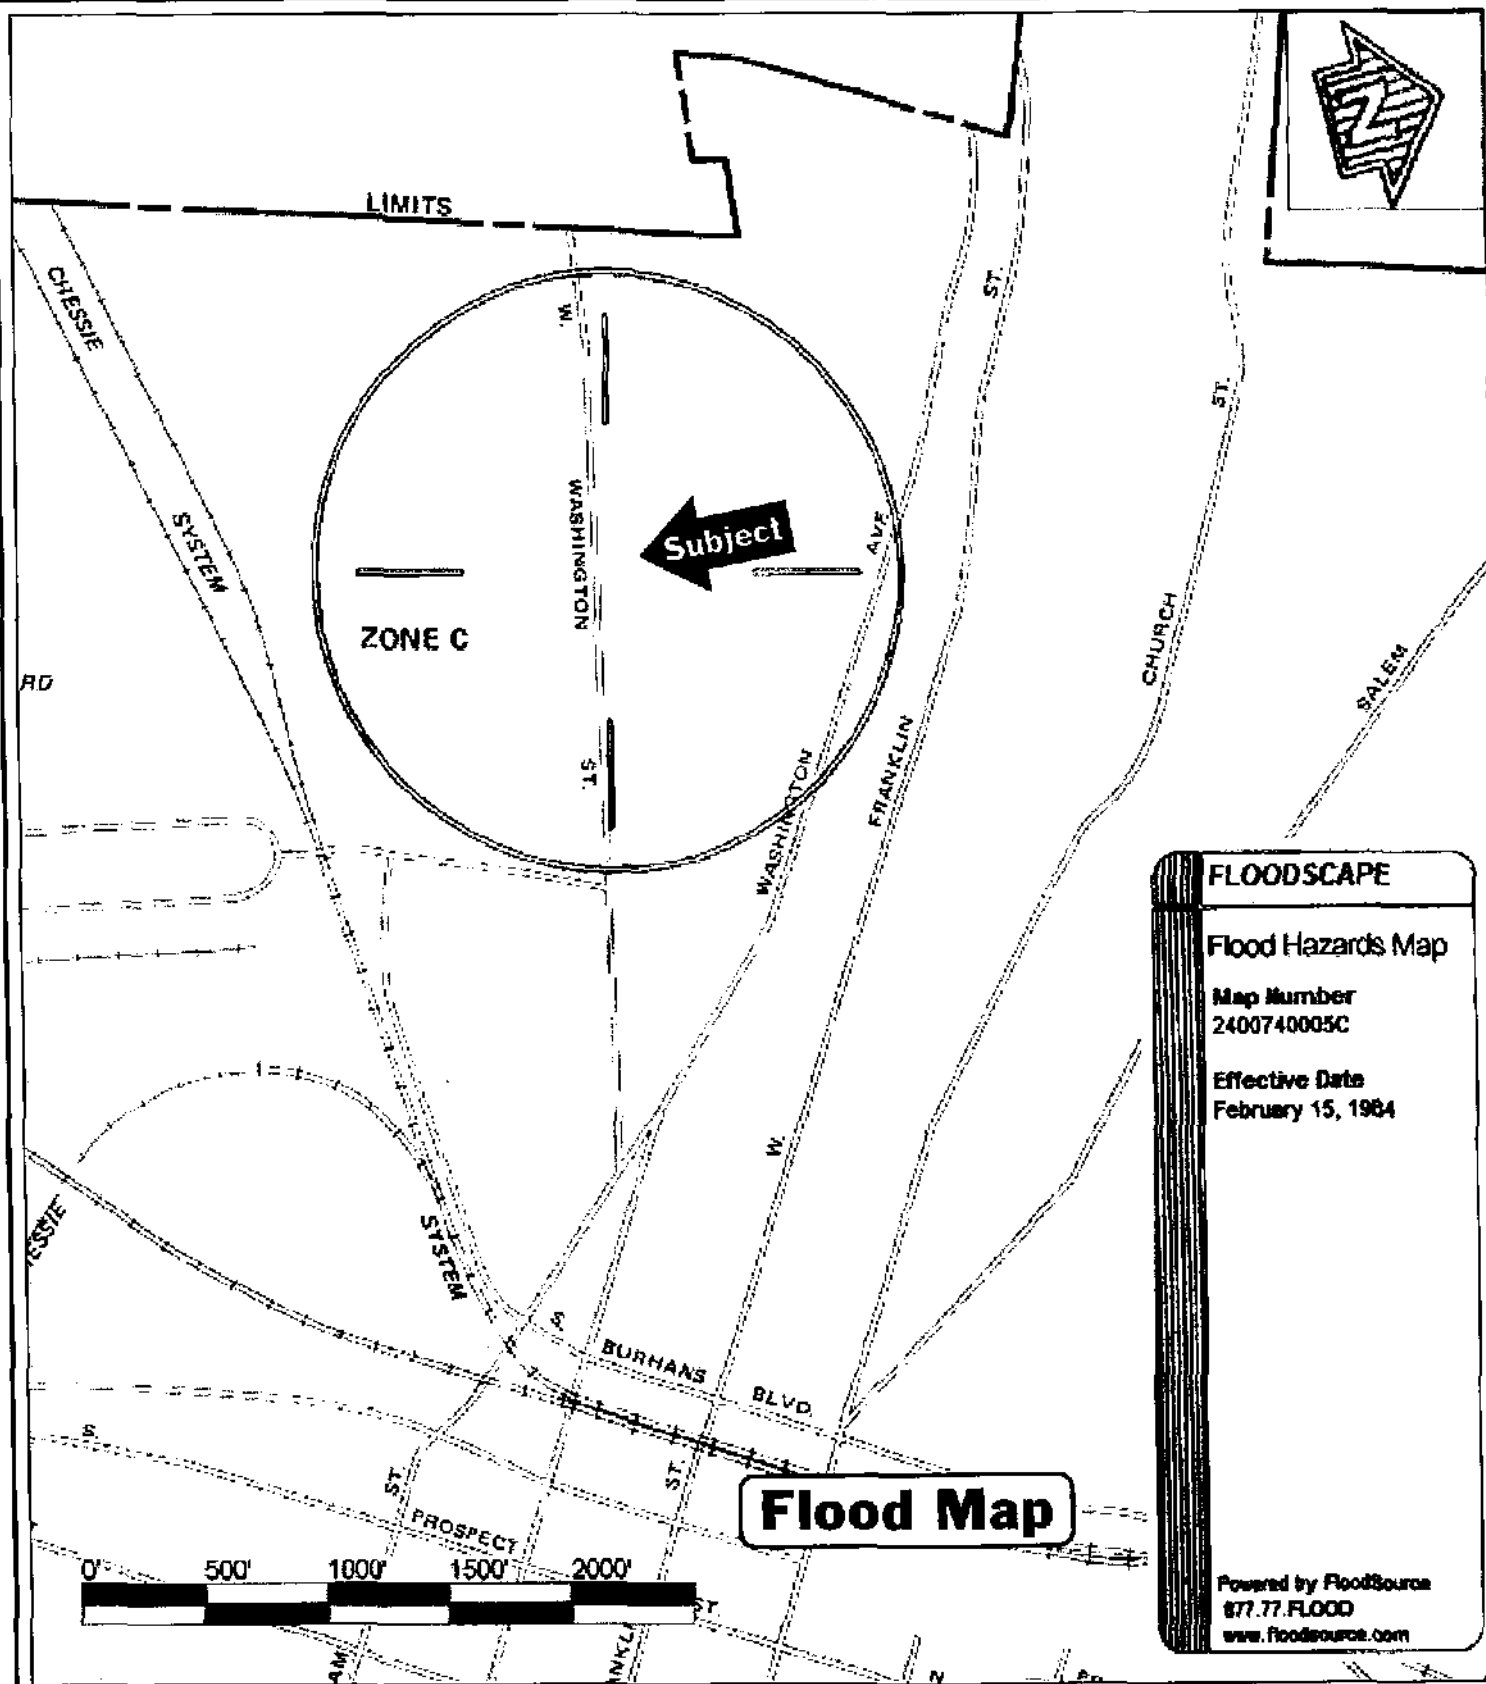 N
LIMITS
CHESSIE
SYSTEM
W.
WASHINGTON
ST.
Subject
ZONE C
WASHINGTON
AVE.
W.
FRANKLIN
ST.
CHURCH
ST.
SALEM
RD
ESSIE
SYSTEM
S.
BURHANS
BLVD.
S.
PROSPECT
ST.
ST.
ST.
N
Flood Map
0' 500' 1000' 1500' 2000'
FLOODSCAPE
Flood Hazards Map
Map Number
2400740005C
Effective Date
February 15, 1984
Powered by FloodSource
877.77.FLOOD
www.floodsource.com